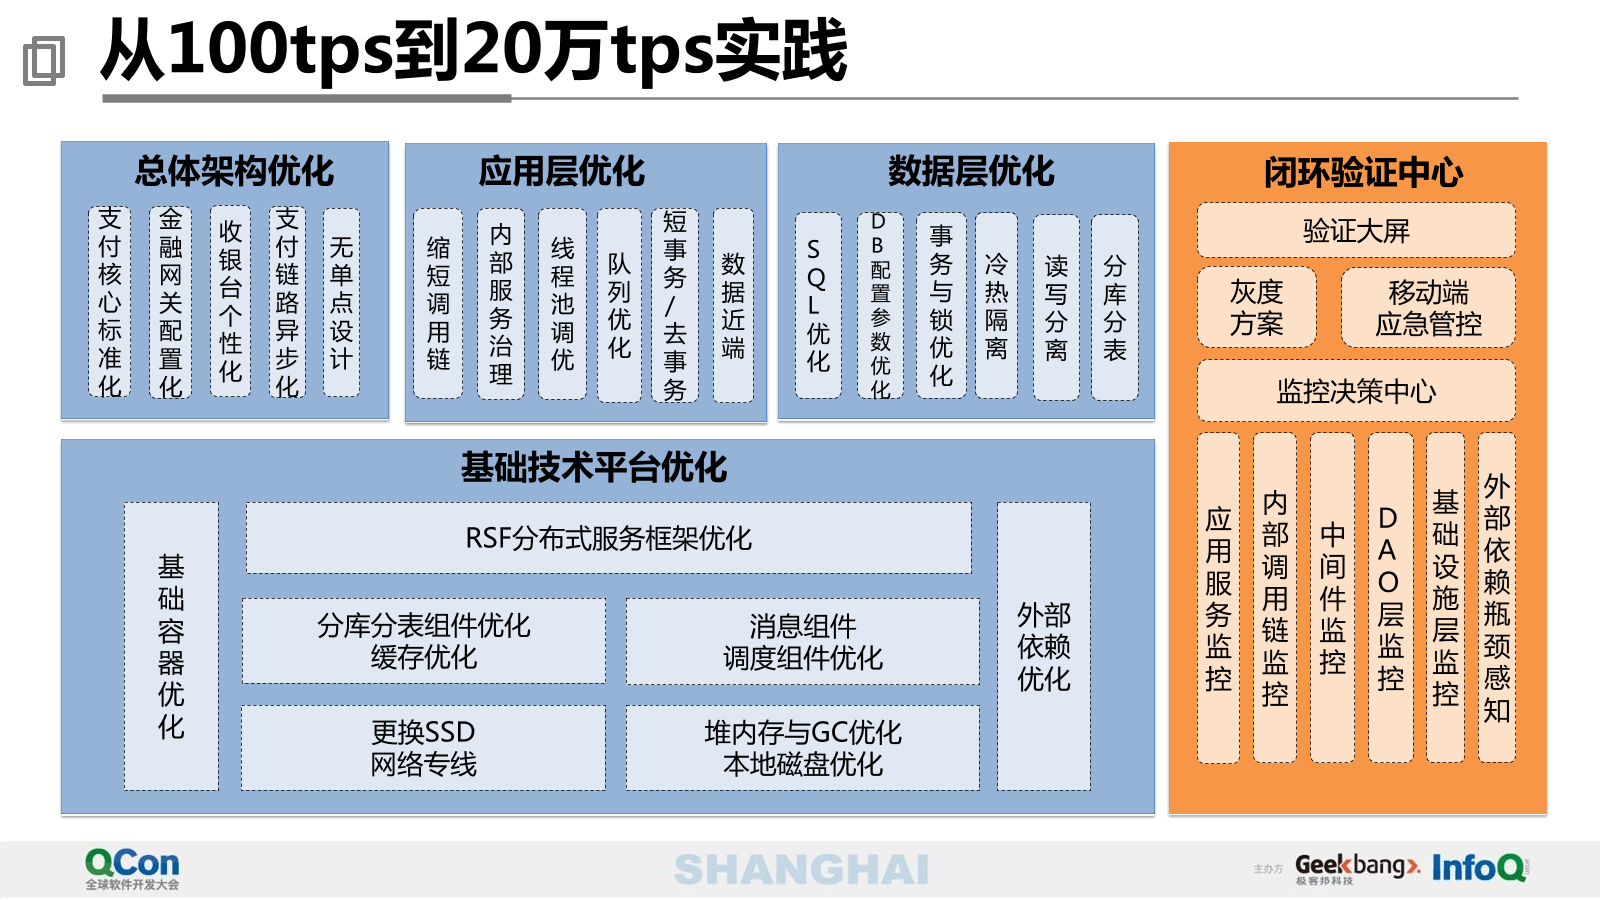 从100tps到20万tps实践
总体架构优化
支付核心标准化
金融网关配置化
收银台个性化
支付链路异步化
无单点设计
应用层优化
缩短调用链
内部服务治理
线程池调优
队列优化
短事务/去事务
数据近端
数据层优化
SQL优化
DB配置参数优化
事务与锁优化
冷热隔离
读写分离
分库分表
闭环验证中心
验证大屏
灰度
方案
移动端
应急管控
监控决策中心
应用服务监控
内部调用链监控
中间件监控
DAO层监控
基础设施层监控
外部依赖瓶颈感知
基础技术平台优化
基础容器优化
RSF分布式服务框架优化
分库分表组件优化
缓存优化
消息组件
调度组件优化
更换SSD
网络专线
堆内存与GC优化
本地磁盘优化
外部
依赖
优化
QCon
全球软件开发大会
SHANGHAI
主办方
Geekbang>.
极客邦科技
InfoQ